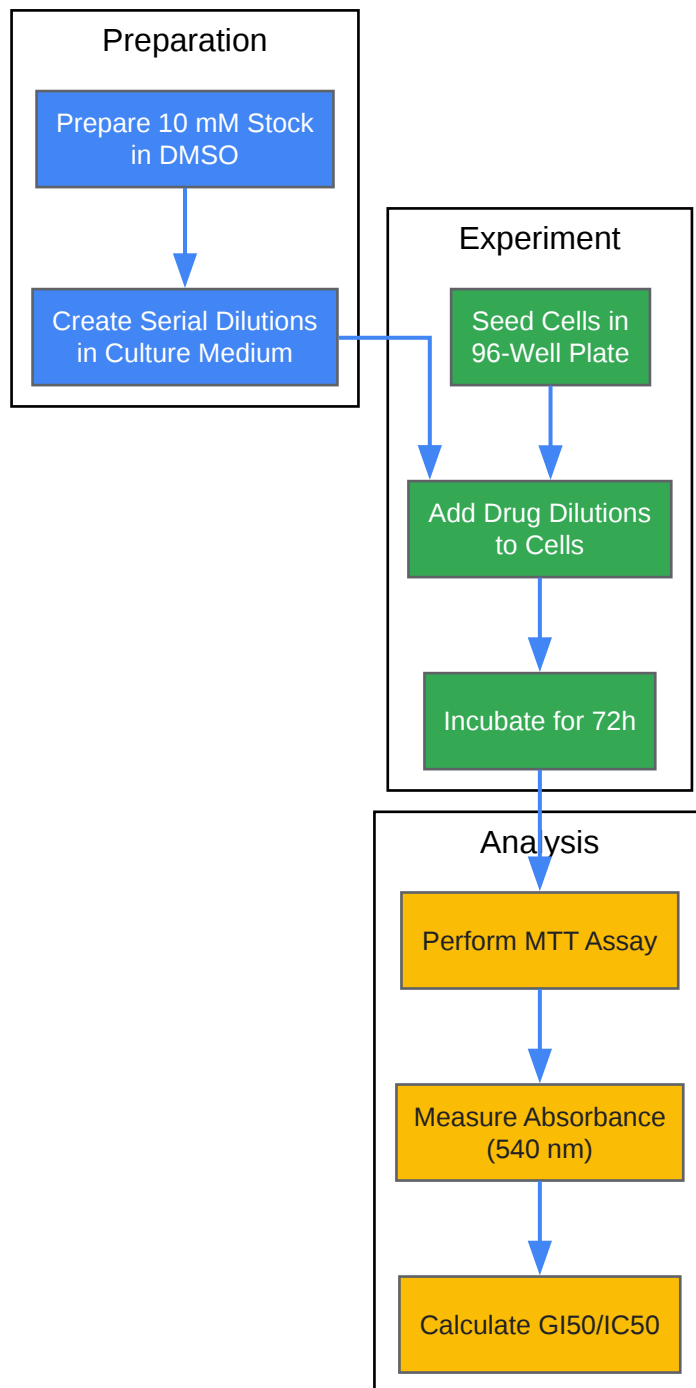 Preparation
Prepare 10 mM Stock
in DMSO
Create Serial Dilutions
in Culture Medium
Experiment
Seed Cells in
96-Well Plate
Add Drug Dilutions
to Cells
Incubate for 72h
Analysis
Perform MTT Assay
Measure Absorbance
(540 nm)
Calculate GI50/IC50